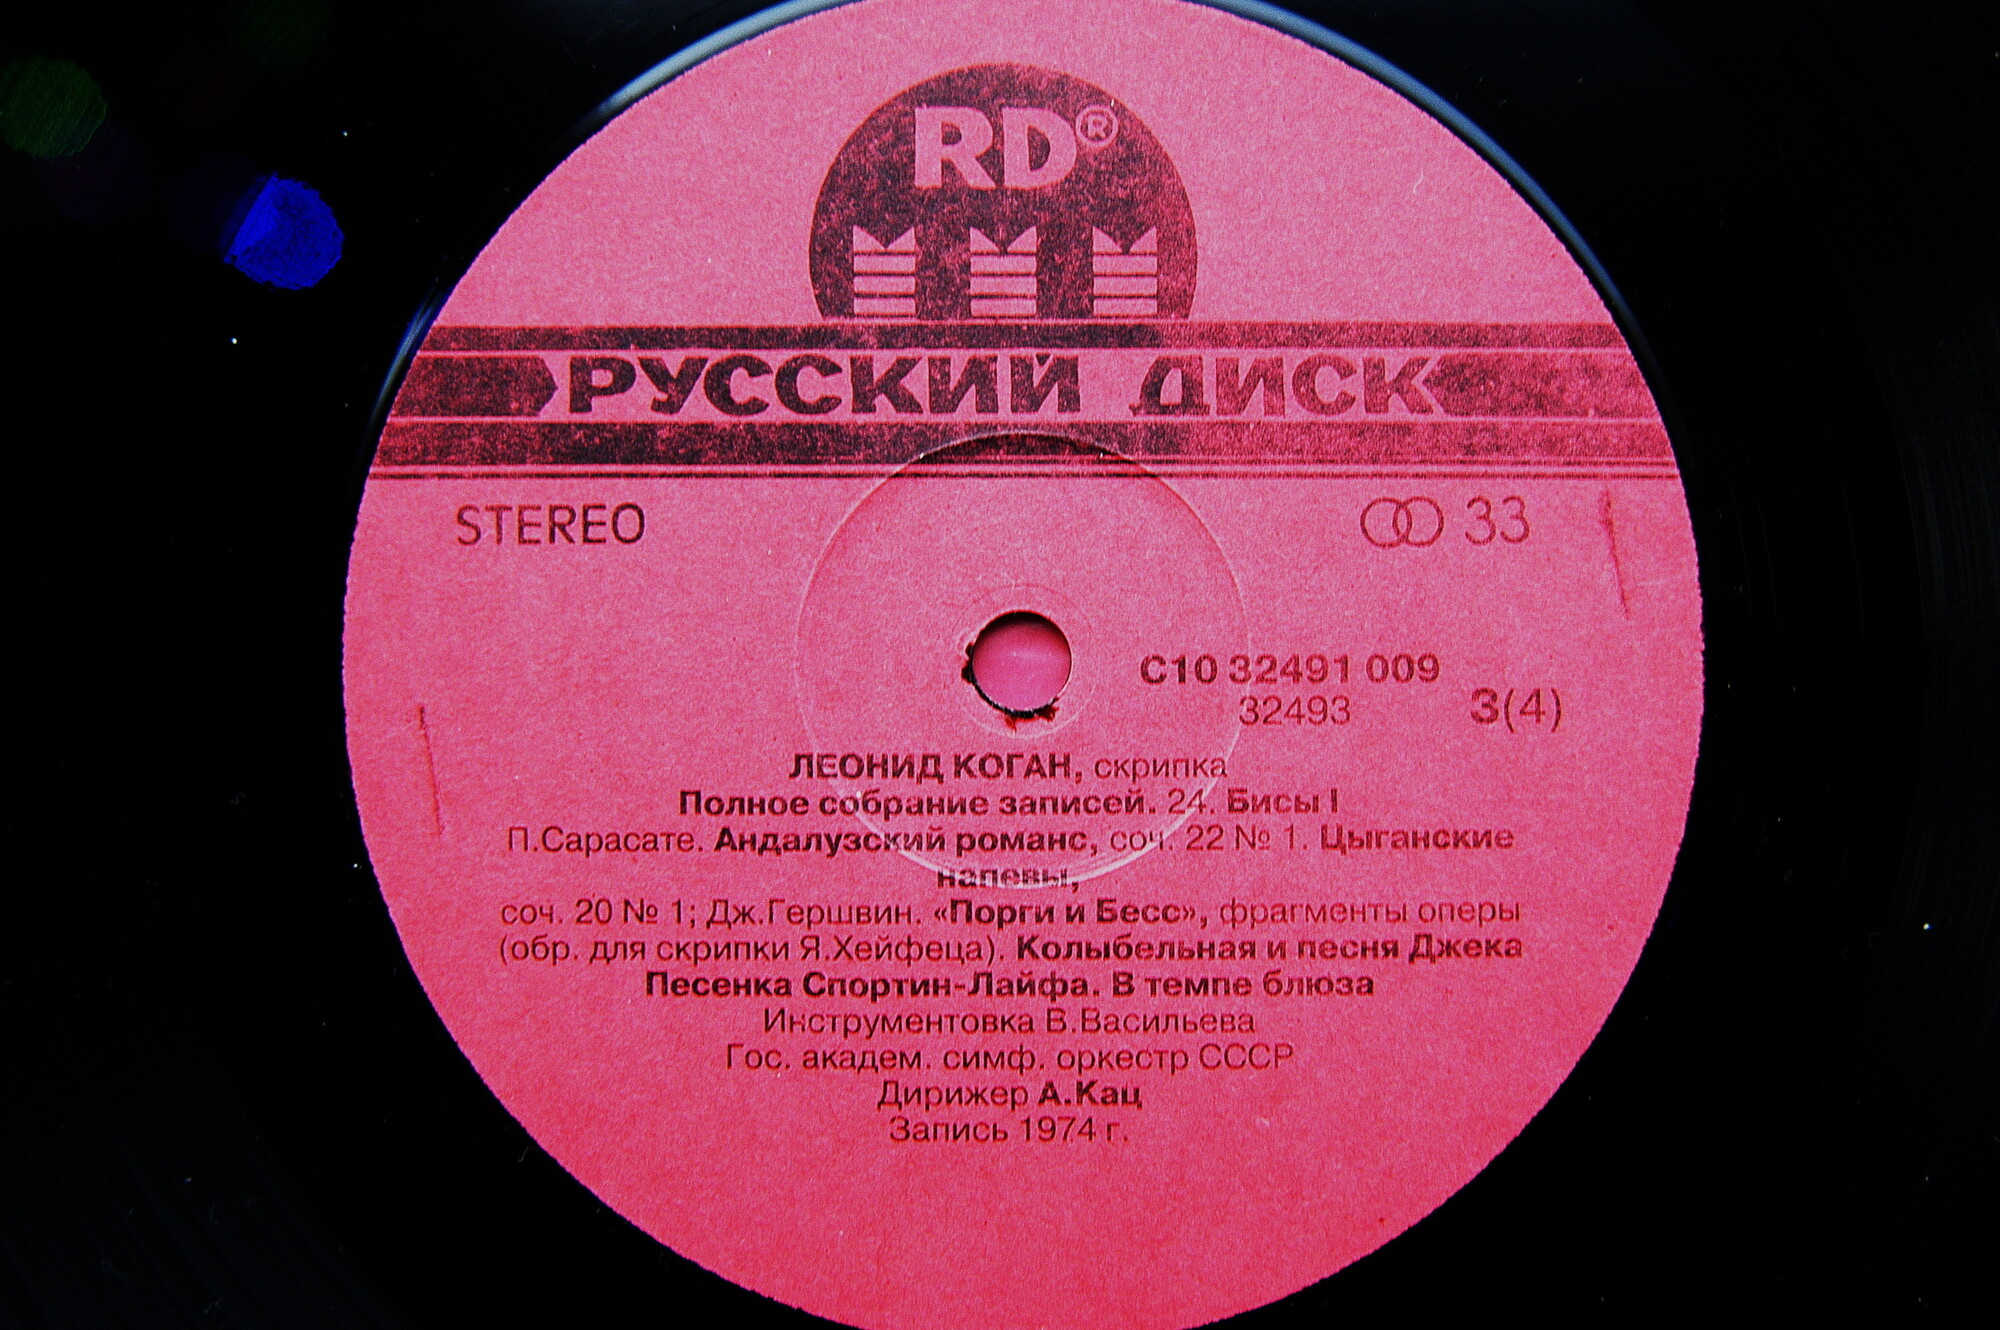 RD®
РУССКИЙ ДИСК
STEREO
33
С10 32491 009
32493
3(4)
ЛЕОНИД КОГАН, скрипка
Полное собрание записей. 24. Бисы I
П.Сарасате. Андалузский романс, соч. 22 № 1. Цыганские
напевы,
соч. 20 № 1; Дж.Гершвин. «Порги и Бесс», фрагменты оперы
(обр. для скрипки Я.Хейфеца). Колыбельная и песня Джека
Песенка Спортин-Лайфа. В темпе блюза
Инструментовка В.Васильева
Гос. академ. симф. оркестр СССР
Дирижер А.Кац
Запись 1974 г.